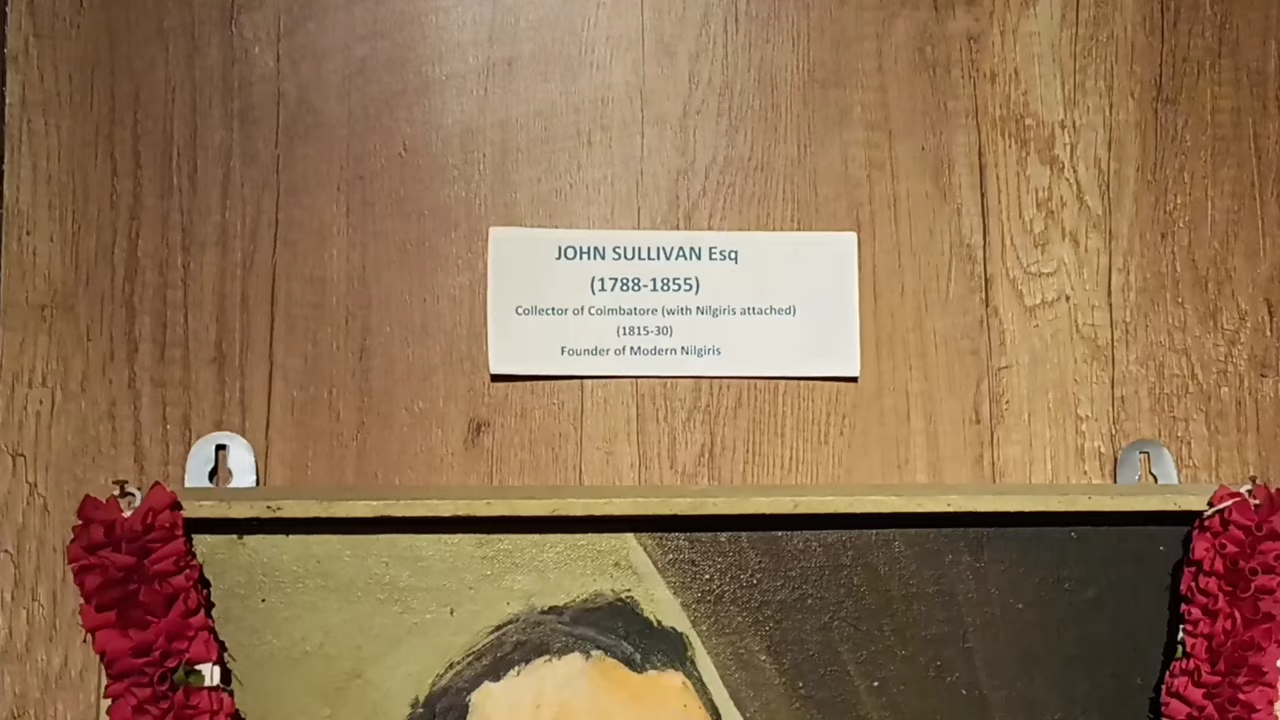 JOHN SULLIVAN Esq
(1788-1855)
Collector of Coimbatore (with Nilgiris attached)
(1815-30)
Founder of Modern Nilgiris